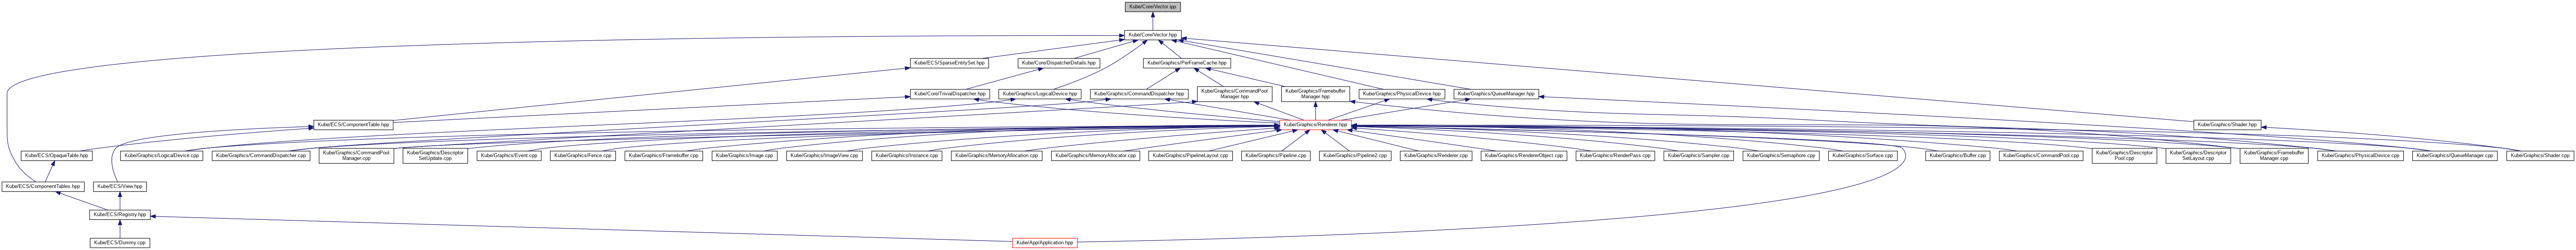 Kube/Core/Vector.ipp
Kube/Core/Vector.hpp
Kube/ECS/SparseEntitySet.hpp
Kube/Core/DispatcherDetails.hpp
Kube/Graphics/PerFrameCache.hpp
Kube/Core/TrivialDispatcher.hpp
Kube/Graphics/LogicalDevice.hpp
Kube/Graphics/CommandDispatcher.hpp
Kube/Graphics/CommandPool
Manager.hpp
Kube/Graphics/Framebuffer
Manager.hpp
Kube/Graphics/PhysicalDevice.hpp
Kube/Graphics/QueueManager.hpp
Kube/ECS/ComponentTable.hpp
Kube/Graphics/Renderer.hpp
Kube/Graphics/Shader.hpp
Kube/ECS/OpaqueTable.hpp
Kube/Graphics/LogicalDevice.cpp
Kube/Graphics/CommandDispatcher.cpp
Kube/Graphics/CommandPool
Manager.cpp
Kube/Graphics/Descriptor
SetUpdate.cpp
Kube/Graphics/Event.cpp
Kube/Graphics/Fence.cpp
Kube/Graphics/Framebuffer.cpp
Kube/Graphics/Image.cpp
Kube/Graphics/ImageView.cpp
Kube/Graphics/Instance.cpp
Kube/Graphics/MemoryAllocation.cpp
Kube/Graphics/MemoryAllocator.cpp
Kube/Graphics/PipelineLayout.cpp
Kube/Graphics/Pipeline.cpp
Kube/Graphics/Pipeline2.cpp
Kube/Graphics/Renderer.cpp
Kube/Graphics/RendererObject.cpp
Kube/Graphics/RenderPass.cpp
Kube/Graphics/Sampler.cpp
Kube/Graphics/Semaphore.cpp
Kube/Graphics/Surface.cpp
Kube/Graphics/Buffer.cpp
Kube/Graphics/CommandPool.cpp
Kube/Graphics/Descriptor
Pool.cpp
Kube/Graphics/Descriptor
SetLayout.cpp
Kube/Graphics/Framebuffer
Manager.cpp
Kube/Graphics/PhysicalDevice.cpp
Kube/Graphics/QueueManager.cpp
Kube/Graphics/Shader.cpp
Kube/ECS/ComponentTables.hpp
Kube/ECS/View.hpp
Kube/ECS/Registry.hpp
Kube/ECS/Dummy.cpp
Kube/App/Application.hpp